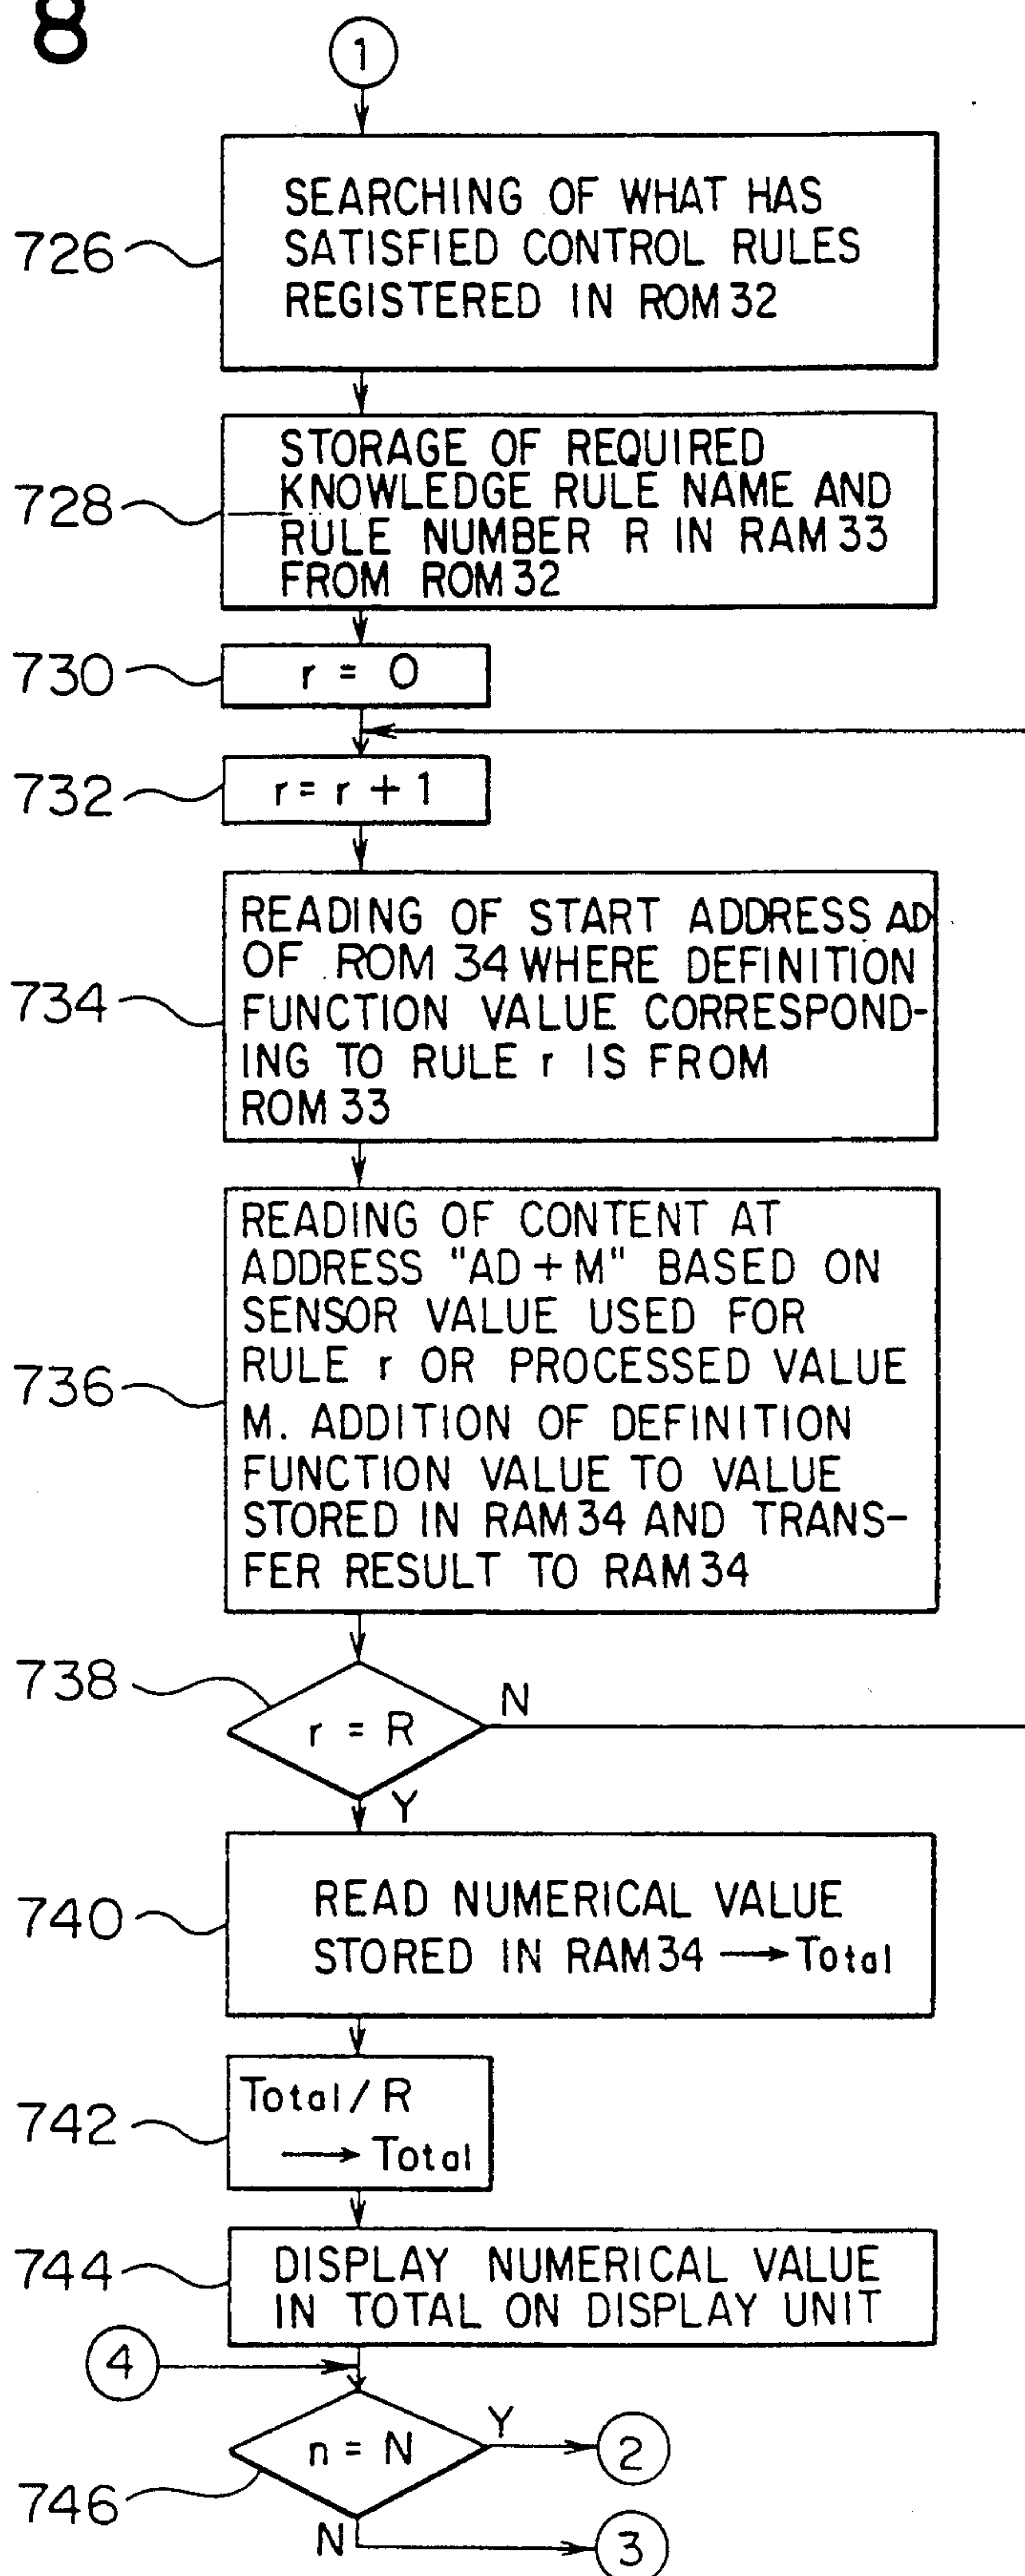 8
1
726
SEARCHING OF WHAT HAS
SATISFIED CONTROL RULES
REGISTERED IN ROM 32
728
STORAGE OF REQUIRED
KNOWLEDGE RULE NAME AND
RULE NUMBER R IN RAM 33
FROM ROM 32
730
r = 0
732
r = r + 1
734
READING OF START ADDRESS AD
OF ROM 34 WHERE DEFINITION
FUNCTION VALUE CORRESPOND-
ING TO RULE r IS FROM
ROM 33
736
READING OF CONTENT AT
ADDRESS "AD + M" BASED ON
SENSOR VALUE USED FOR
RULE r OR PROCESSED VALUE
M. ADDITION OF DEFINITION
FUNCTION VALUE TO VALUE
STORED IN RAM 34 AND TRANS-
FER RESULT TO RAM 34
738
r = R
N
Y
740
READ NUMERICAL VALUE
STORED IN RAM 34 → Total
742
Total / R
→ Total
744
DISPLAY NUMERICAL VALUE
IN TOTAL ON DISPLAY UNIT
4
746
n = N
Y
2
N
3